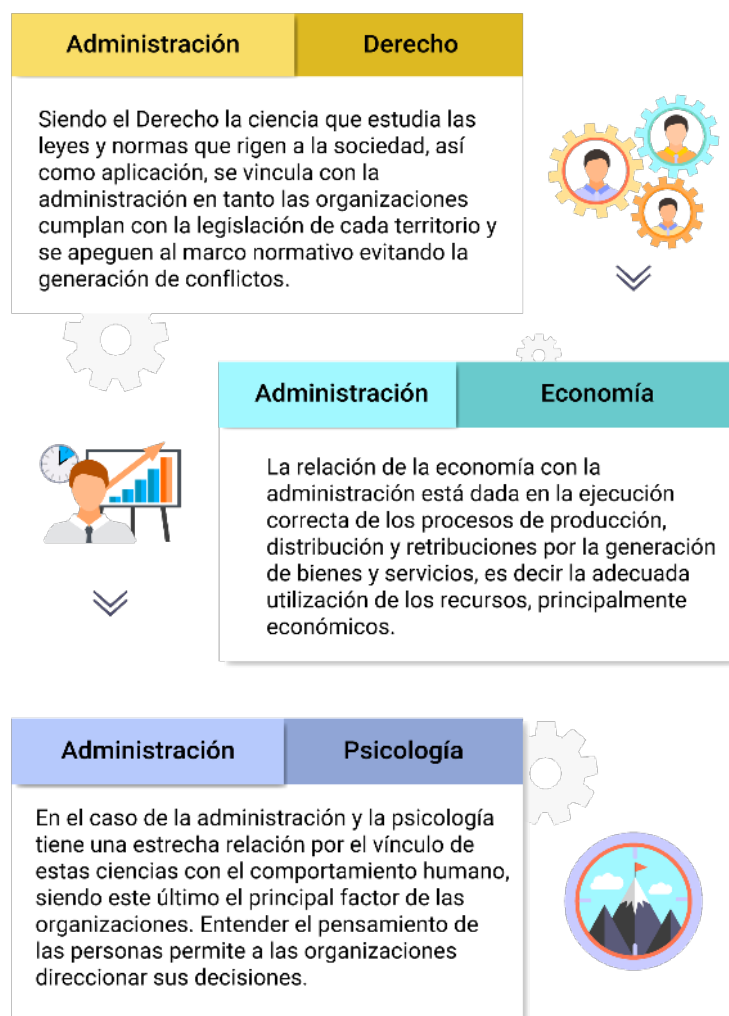 Administración Derecho
Siendo el Derecho la ciencia que estudia las
leyes y normas que rigen a la sociedad, así
como aplicación, se vincula con la
administración en tanto las organizaciones
cumplan con la legislación de cada territorio y
se apeguen al marco normativo evitando la
generación de conflictos.
Administración Economía
La relación de la economía con la
administración está dada en la ejecución
correcta de los procesos de producción,
distribución y retribuciones por la generación
de bienes y servicios, es decir la adecuada
utilización de los recursos, principalmente
económicos.
Administración Psicología
En el caso de la administración y la psicología
tiene una estrecha relación por el vínculo de
estas ciencias con el comportamiento humano,
siendo este último el principal factor de las
organizaciones. Entender el pensamiento de
las personas permite a las organizaciones
direccionar sus decisiones.